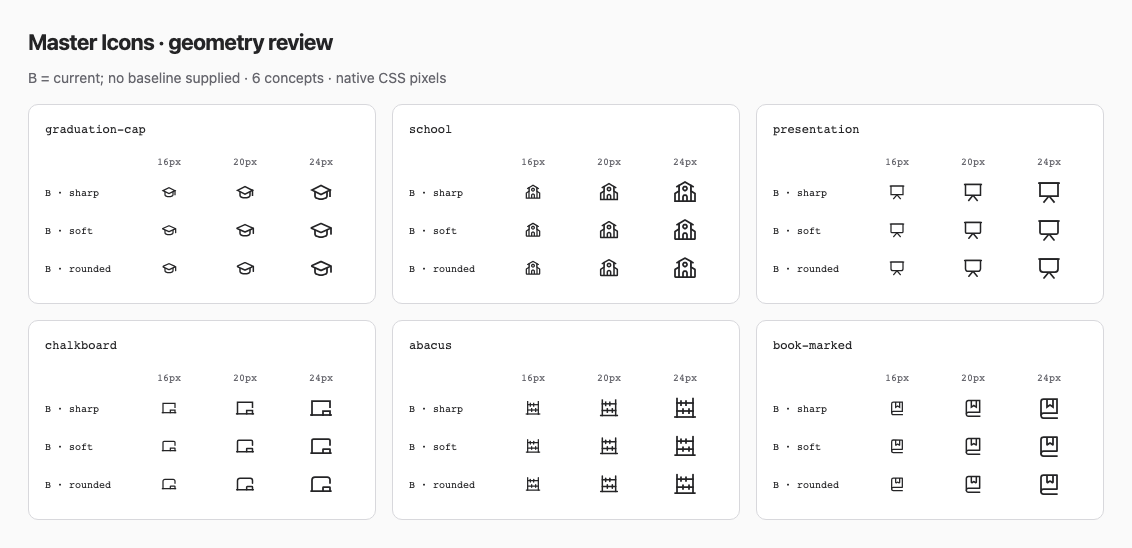 Master Icons · geometry review
B = current; no baseline supplied · 6 concepts · native CSS pixels
graduation-cap
16px 20px 24px
B · sharp
B · soft
B · rounded
school
16px 20px 24px
B · sharp
B · soft
B · rounded
presentation
16px 20px 24px
B · sharp
B · soft
B · rounded
chalkboard
16px 20px 24px
B · sharp
B · soft
B · rounded
abacus
16px 20px 24px
B · sharp
B · soft
B · rounded
book-marked
16px 20px 24px
B · sharp
B · soft
B · rounded